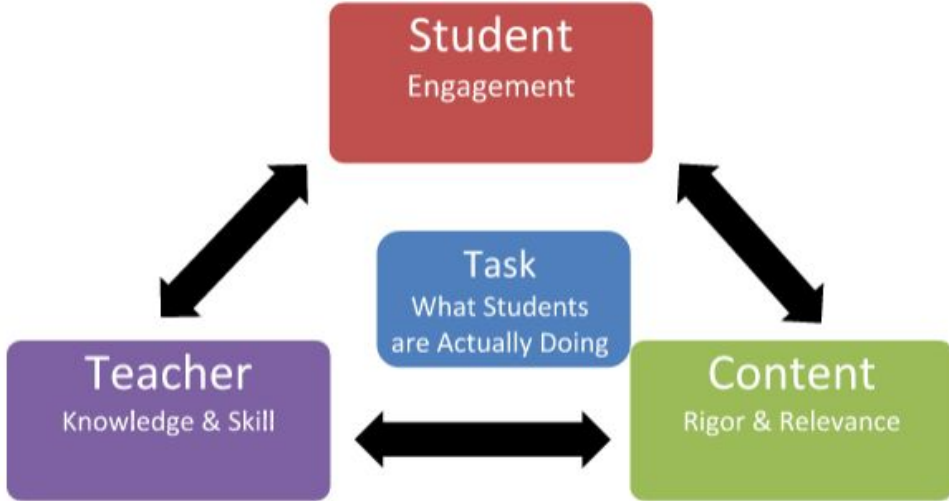 Student
Engagement
Task
What Students
are Actually Doing
Teacher
Knowledge & Skill
Content
Rigor & Relevance